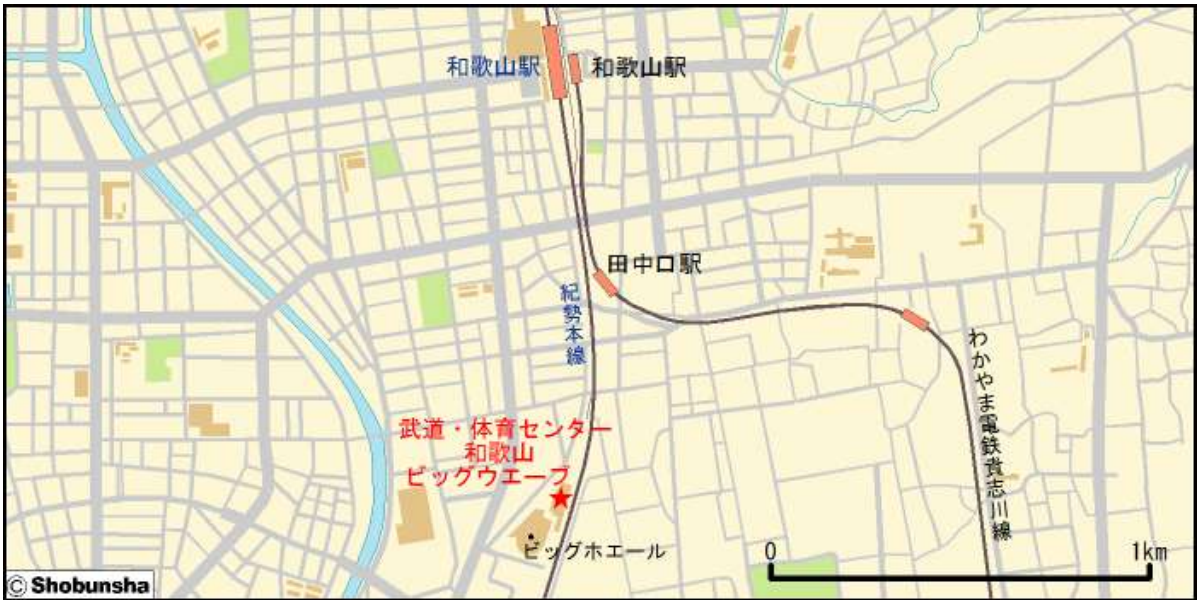 和歌山駅
和歌山駅
田中口駅
紀勢本線
わかやま電鉄貴志川線
武道・体育センター
和歌山
ビッグウエーブ
ビッグホエール
0 1km
© Shobunsha